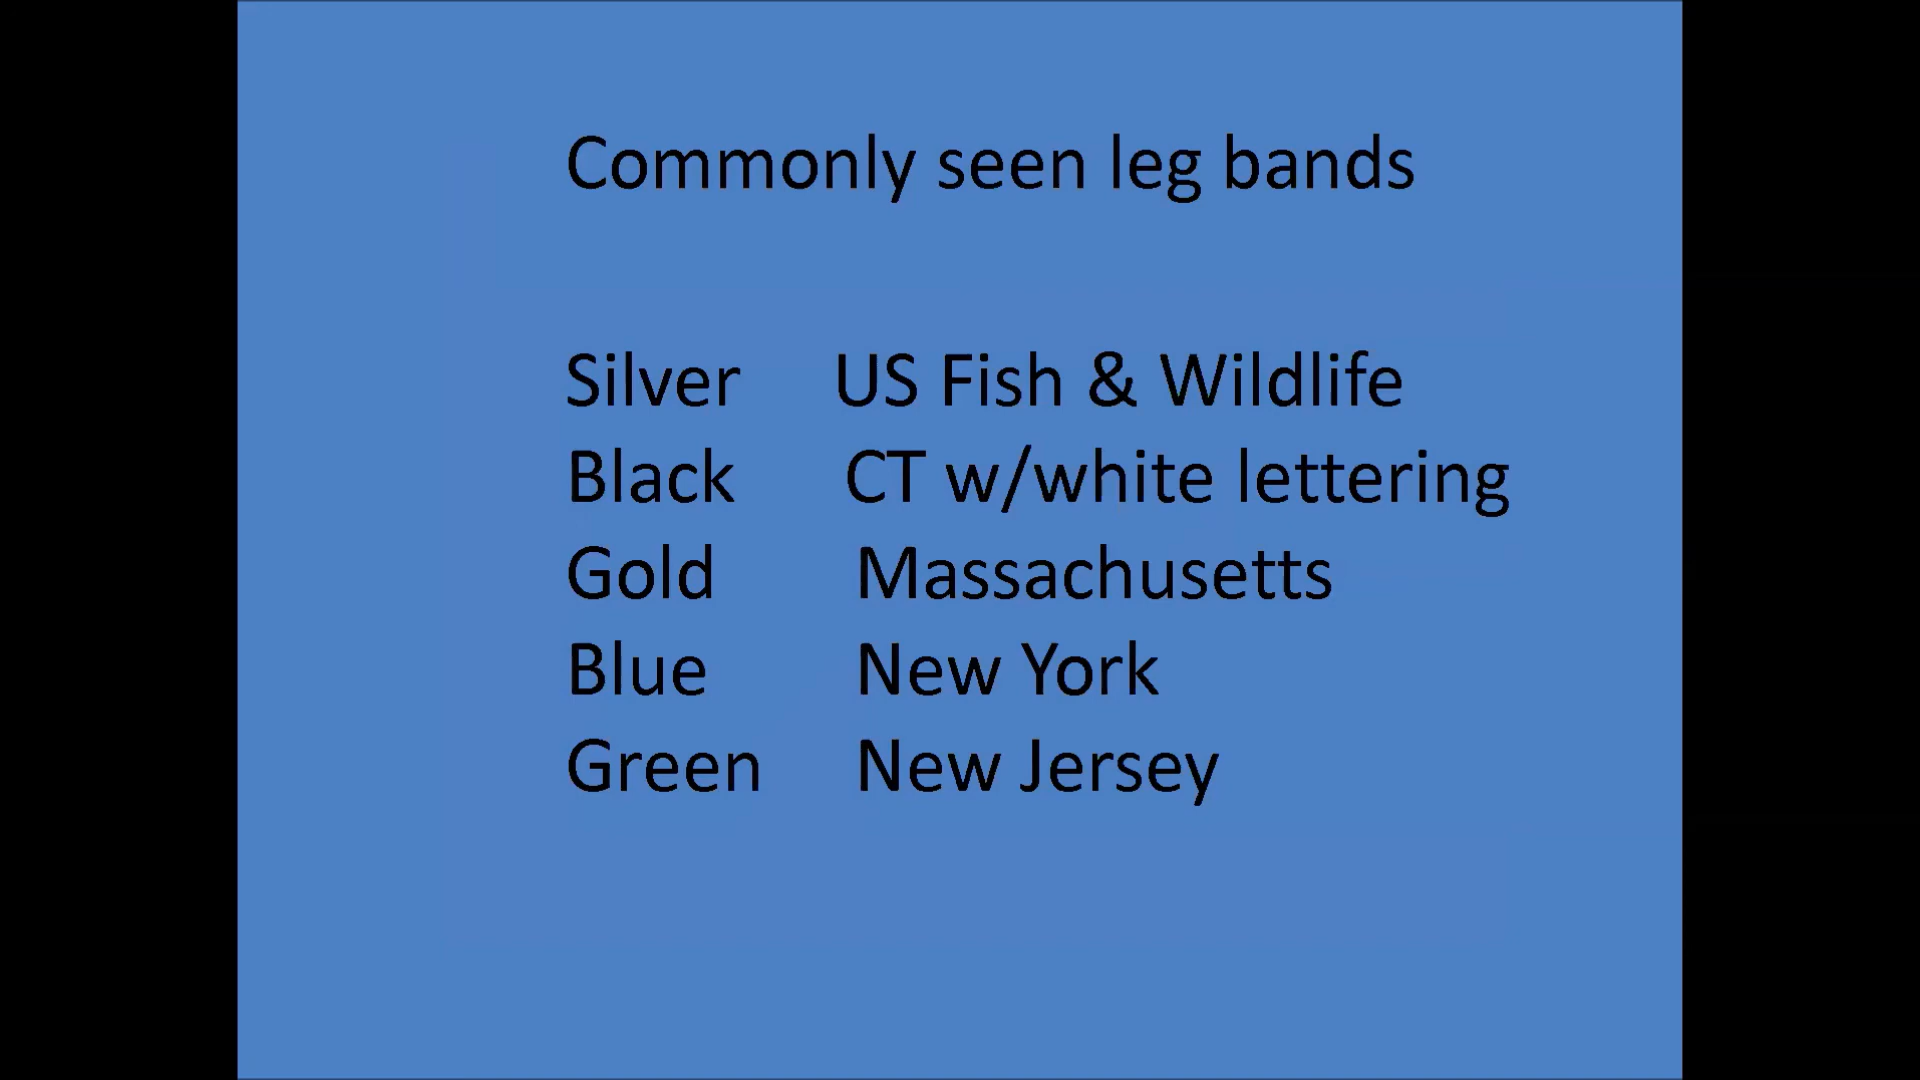 Commonly seen leg bands
Silver US Fish & Wildlife
Black CT w/white lettering
Gold Massachusetts
Blue New York
Green New Jersey